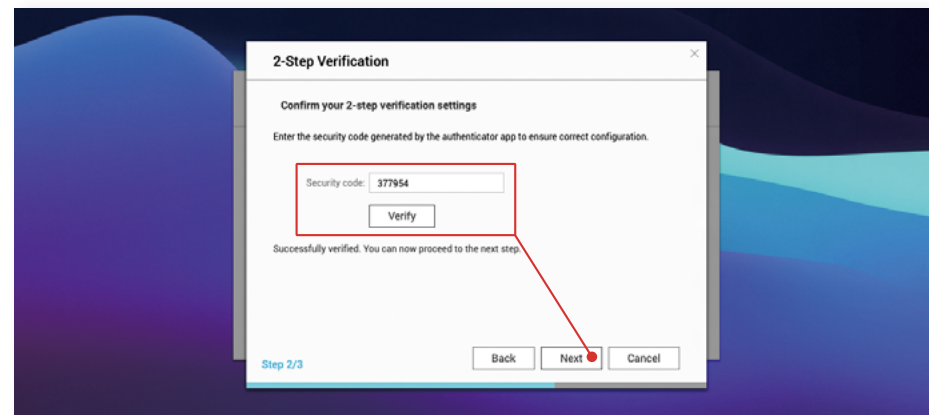 2-Step Verification
Confirm your 2-step verification settings
Enter the security code generated by the authenticator app to ensure correct configuration.
Security code: 377954
Verify
Successfully verified. You can now proceed to the next step.
Step 2/3
Back Next Cancel